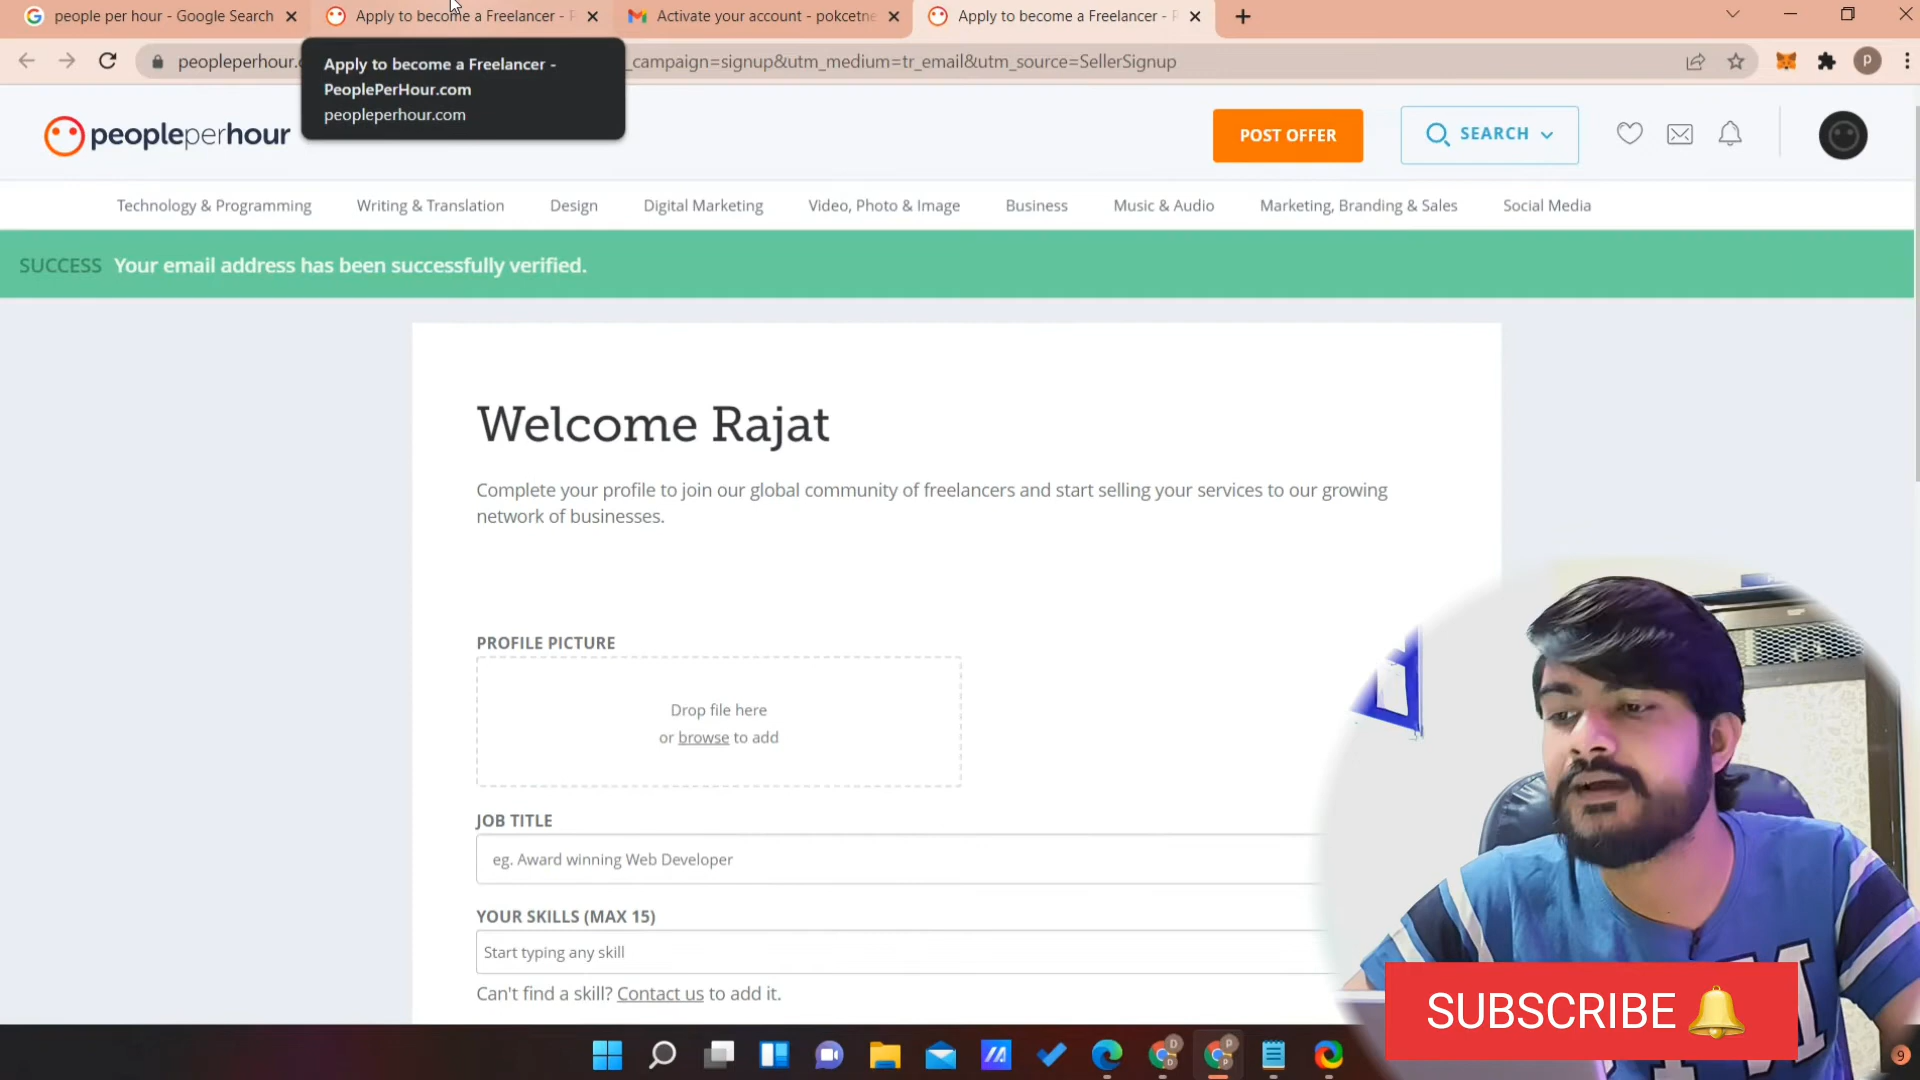 people per hour - Google Search
Apply to become a Freelancer - P
Activate your account - pokcetne
Apply to become a Freelancer - P
peopleperhour.c
_campaign=signup&utm_medium=tr_email&utm_source=SellerSignup
P
Apply to become a Freelancer -
PeoplePerHour.com
peopleperhour.com
peopleperhour
POST OFFER
SEARCH
Technology & Programming
Writing & Translation
Design
Digital Marketing
Video, Photo & Image
Business
Music & Audio
Marketing, Branding & Sales
Social Media
SUCCESS Your email address has been successfully verified.
Welcome Rajat
Complete your profile to join our global community of freelancers and start selling your services to our growing
network of businesses.
PROFILE PICTURE
Drop file here
or browse to add
JOB TITLE
eg. Award winning Web Developer
YOUR SKILLS (MAX 15)
Start typing any skill
Can't find a skill? Contact us to add it.
SUBSCRIBE
9